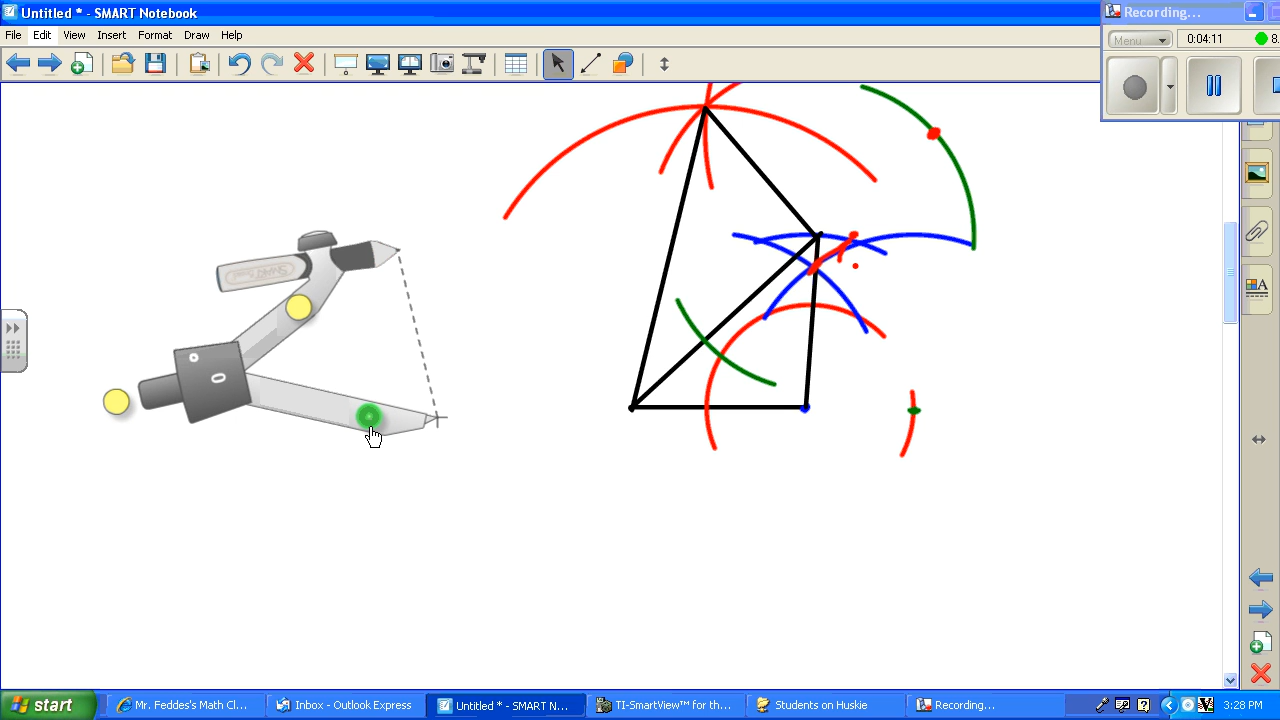 Untitled * - SMART Notebook
Recording...
File Edit View Insert Format Draw Help
Menu
0:04:11
8.
start
Mr. Feddes's Math Cl...
Inbox - Outlook Express
Untitled * - SMART N...
TI-SmartView™ for th...
Students on Huskie
Recording...
3:28 PM